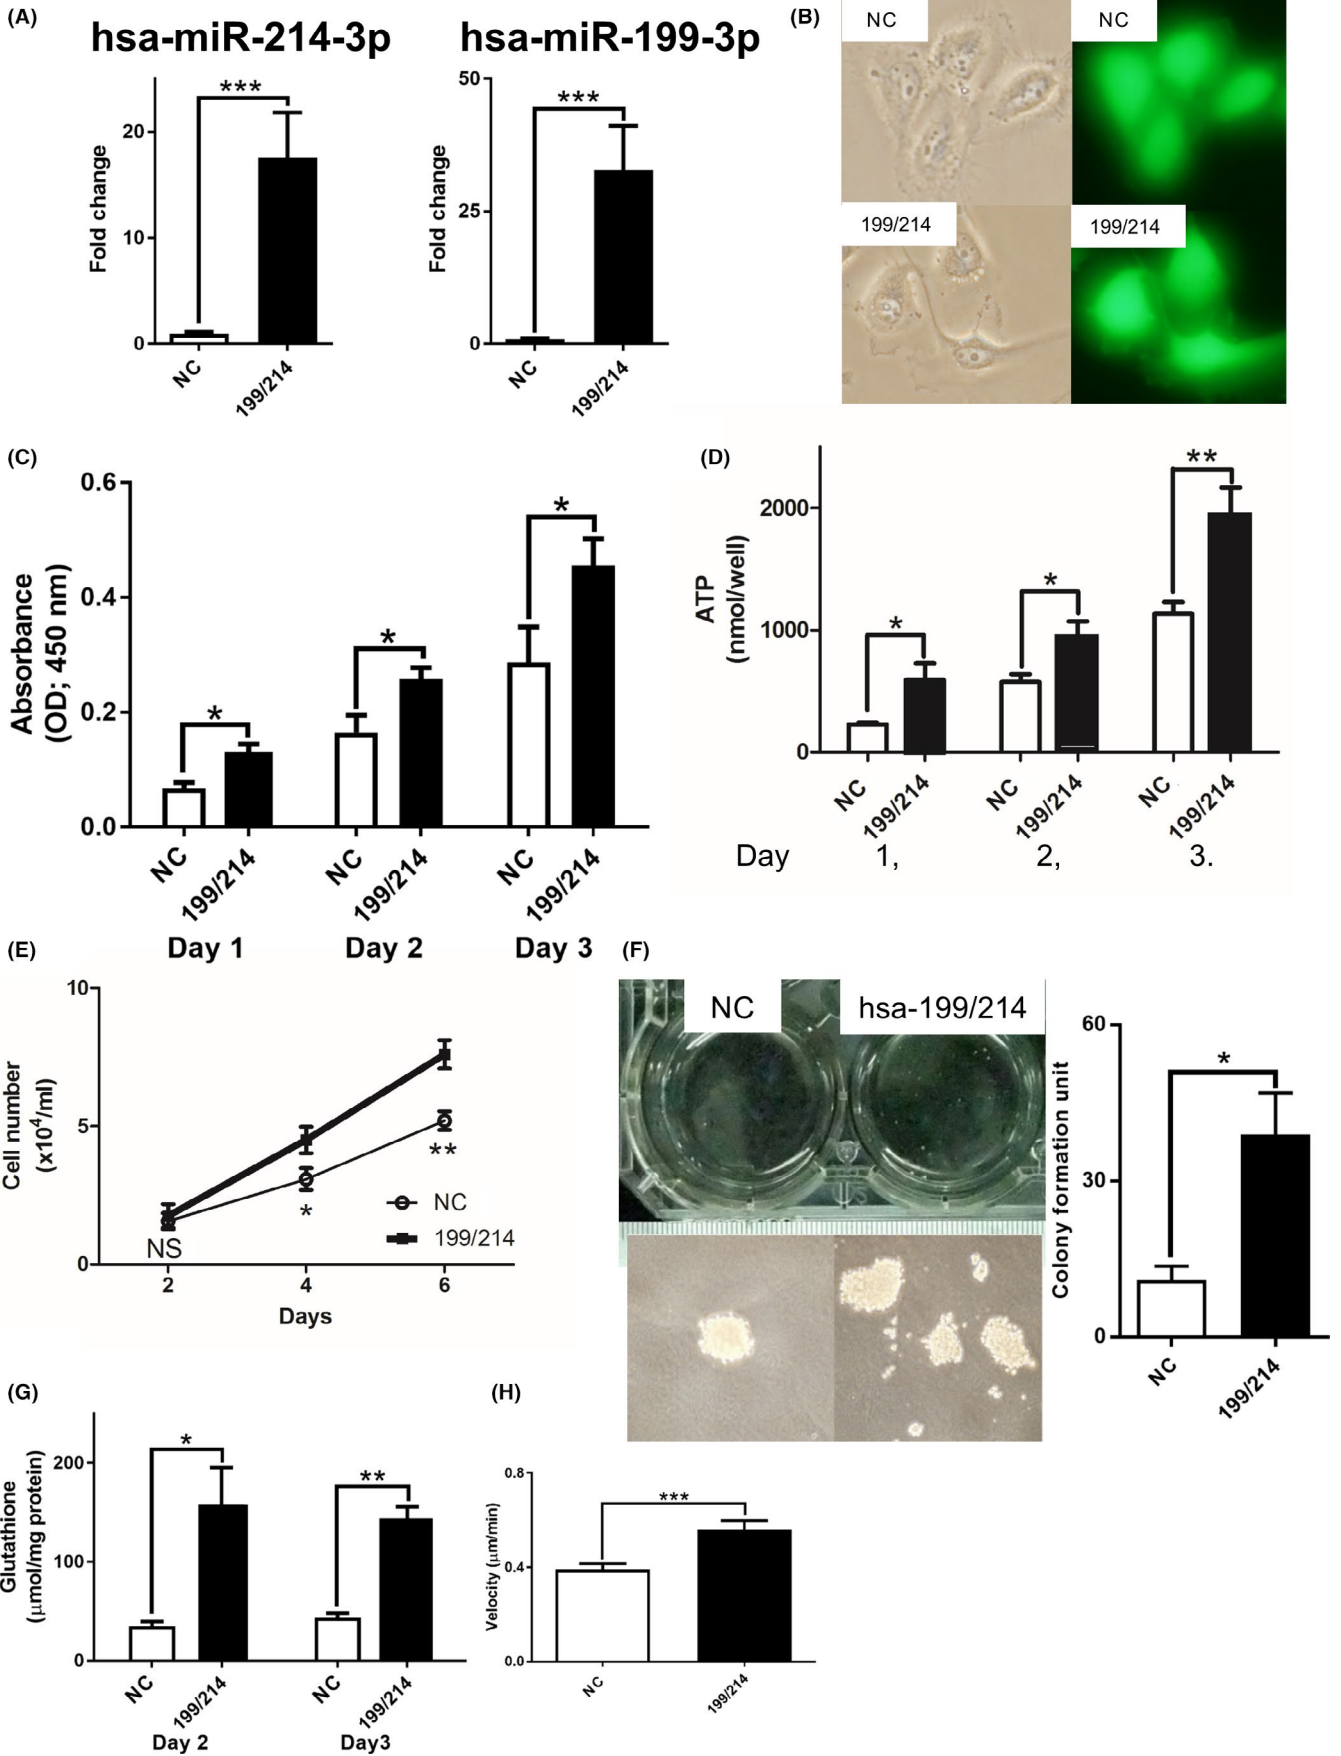 (A)
hsa-miR-214-3p
hsa-miR-199-3p
Fold change
20
10
0
***
NC
199/214
Fold change
50
25
0
***
NC
199/214
(B)
NC
NC
199/214
199/214
(C)
Absorbance
(OD; 450 nm)
0.6
0.4
0.2
0.0
*
*
*
NC
199/214
NC
199/214
NC
199/214
Day 1
Day 2
Day 3
(D)
ATP
(nmol/well)
2000
1000
0
*
*
**
NC
199/214
NC
199/214
NC
199/214
Day 1, 2, 3.
(E)
Cell number
(x10⁴/ml)
10
5
0
NS
*
**
NC
199/214
2
4
6
Days
(F)
NC
hsa-199/214
Colony formation unit
60
30
0
*
NC
199/214
(G)
Glutathione
(μmol/mg protein)
200
100
0
*
**
NC
199/214
NC
199/214
Day 2
Day3
(H)
Velocity (μm/min)
0.8
0.4
0.0
***
NC
199/214